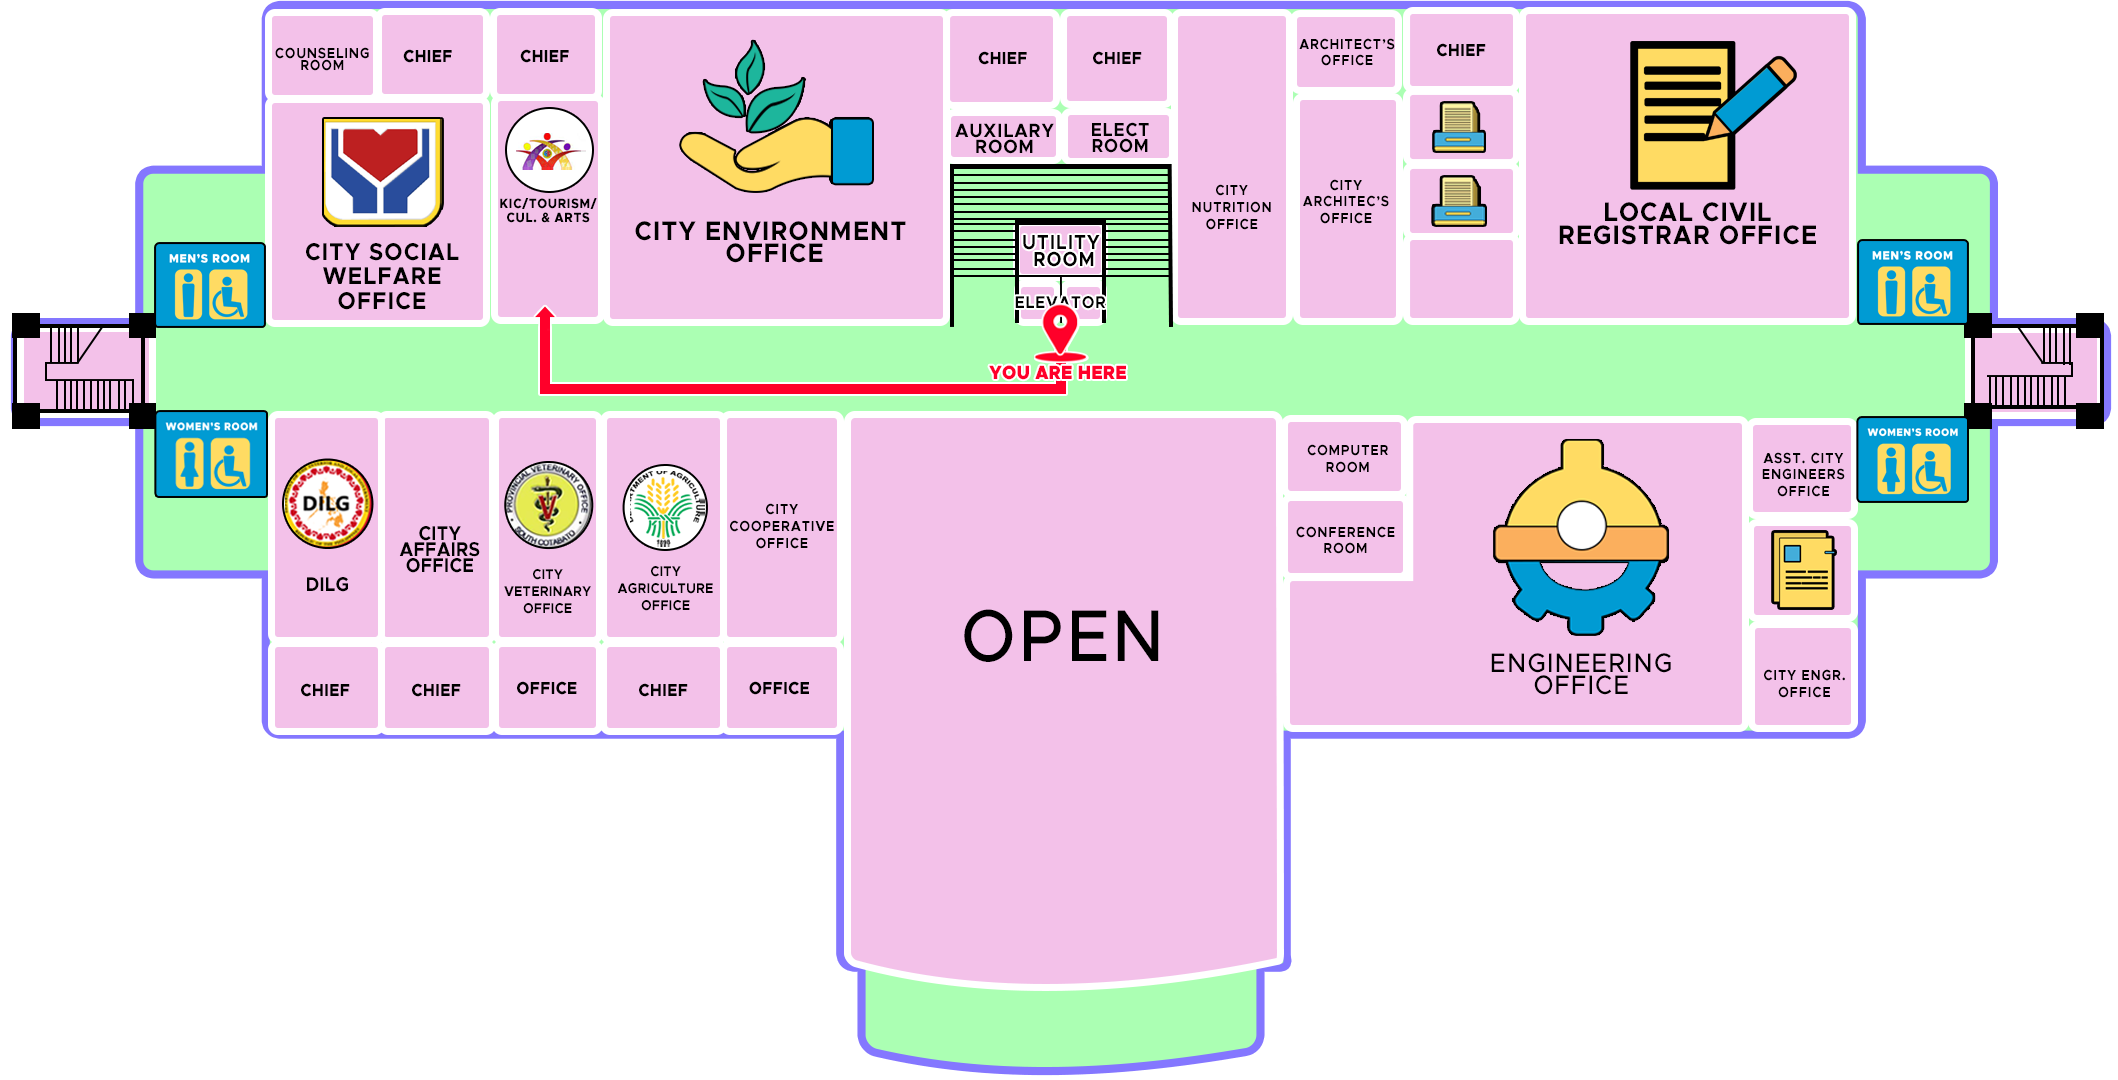 COUNSELING
ROOM
CHIEF
CHIEF
CHIEF
CHIEF
ARCHITECT'S
OFFICE
CHIEF
AUXILARY
ROOM
ELECT
ROOM
KIC/TOURISM/
CUL. & ARTS
CITY ENVIRONMENT
OFFICE
CITY SOCIAL
WELFARE
OFFICE
UTILITY
ROOM
ELEVATOR
CITY
NUTRITION
OFFICE
CITY
ARCHITEC'S
OFFICE
LOCAL CIVIL
REGISTRAR OFFICE
MEN'S ROOM
MEN'S ROOM
YOU ARE HERE
WOMEN'S ROOM
WOMEN'S ROOM
DILG
DILG
CITY
AFFAIRS
OFFICE
PROVINCIAL VETERINARY OFFICE
SOUTH COTABATO
V
CITY
VETERINARY
OFFICE
DEPARTMENT OF AGRICULTURE
CITY
AGRICULTURE
OFFICE
CITY
COOPERATIVE
OFFICE
OPEN
COMPUTER
ROOM
CONFERENCE
ROOM
ENGINEERING
OFFICE
ASST. CITY
ENGINEERS
OFFICE
CITY ENGR.
OFFICE
CHIEF
CHIEF
OFFICE
CHIEF
OFFICE